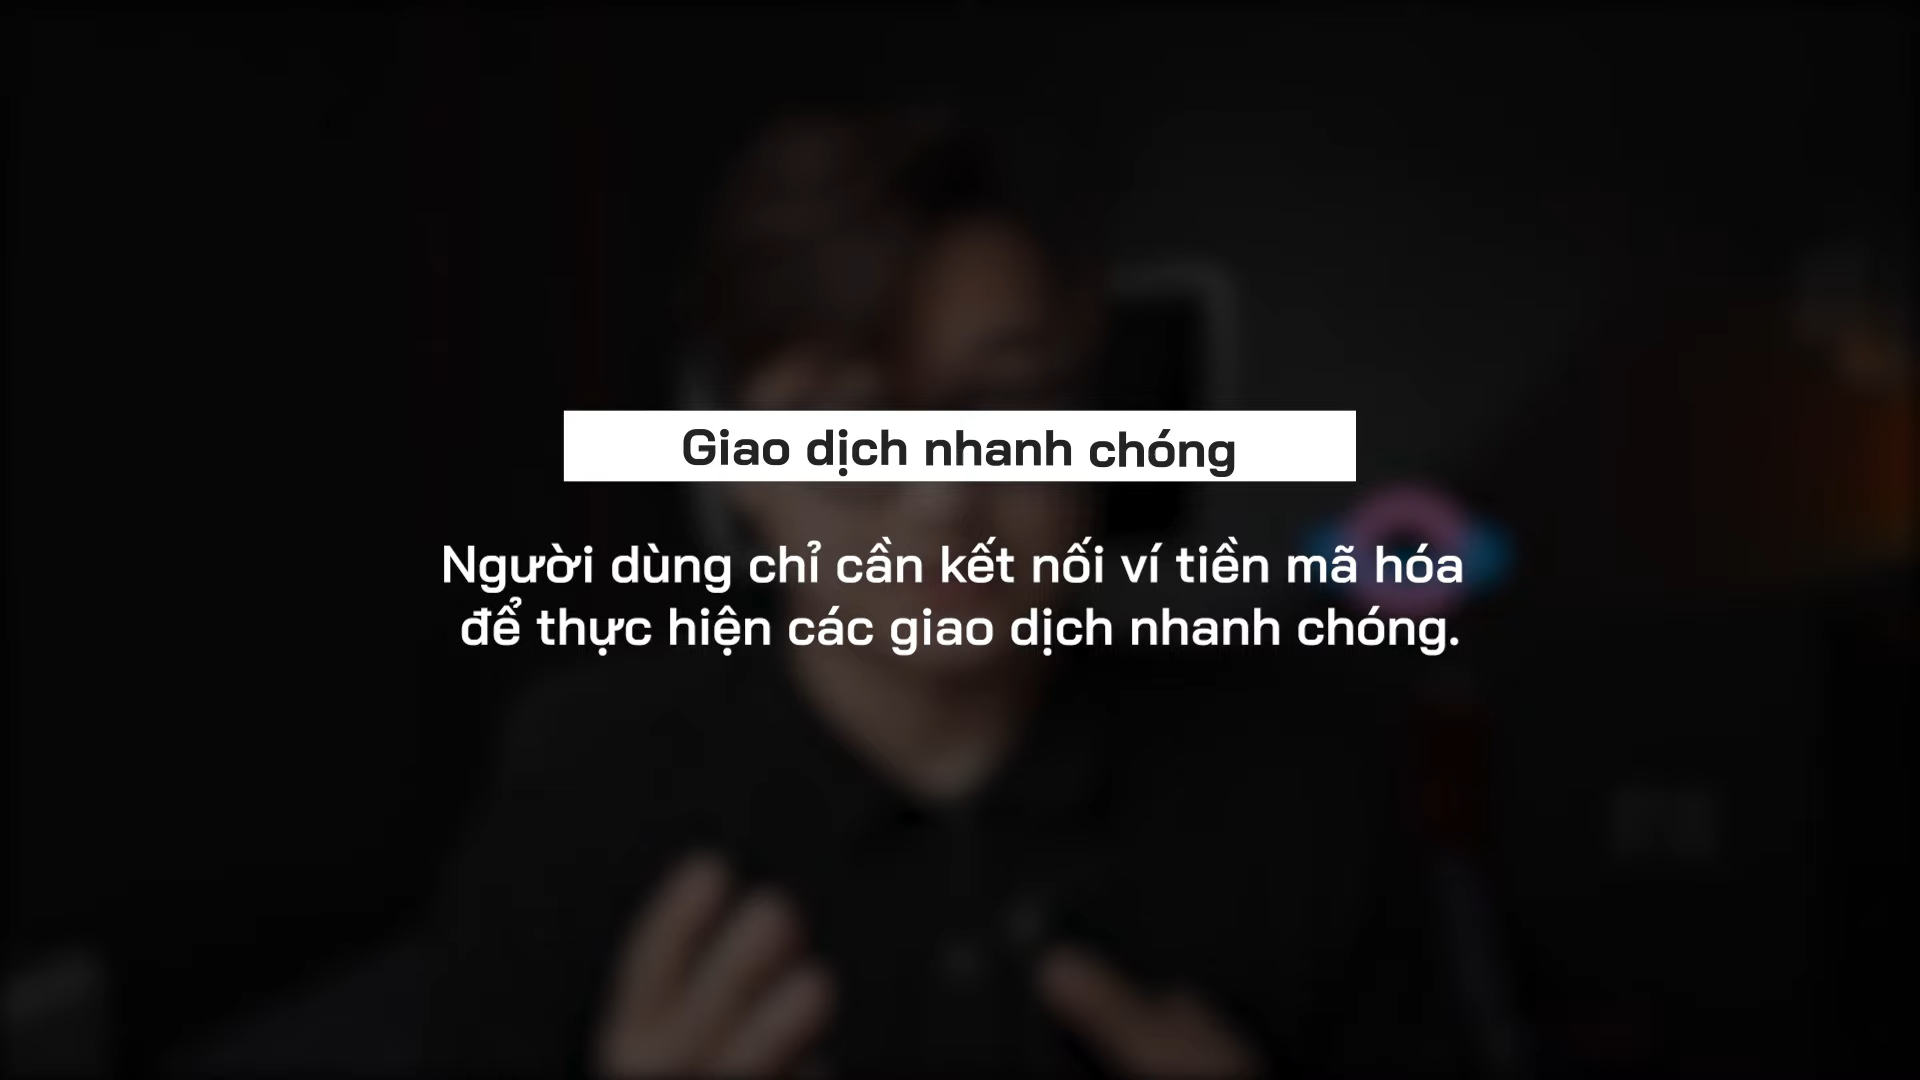 Giao dịch nhanh chóng
Người dùng chỉ cần kết nối ví tiền mã hóa
để thực hiện các giao dịch nhanh chóng.